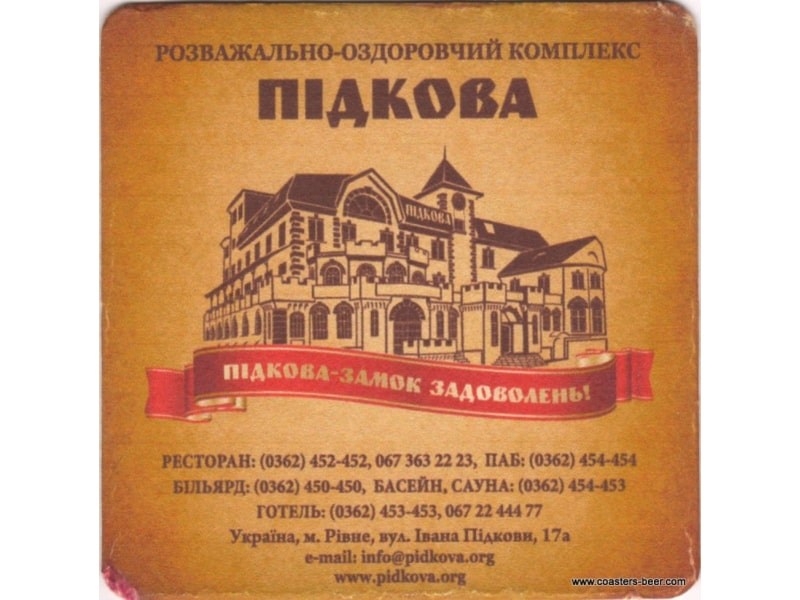 РОЗВАЖАЛЬНО-ОЗДОРОВЧИЙ КОМПЛЕКС
ПІДКОВА
ПІДКОВА
ПІДКОВА-ЗАМОК ЗАДОВОЛЕНЬ!
РЕСТОРАН: (0362) 452-452, 067 363 22 23, ПАБ: (0362) 454-454
БІЛЬЯРД: (0362) 450-450, БАСЕЙН, САУНА: (0362) 454-453
ГОТЕЛЬ: (0362) 453-453, 067 22 444 77
Україна, м. Рівне, вул. Івана Підкови, 17а
e-mail: info@pidkova.org
www.pidkova.org
www.coasters-beer.com